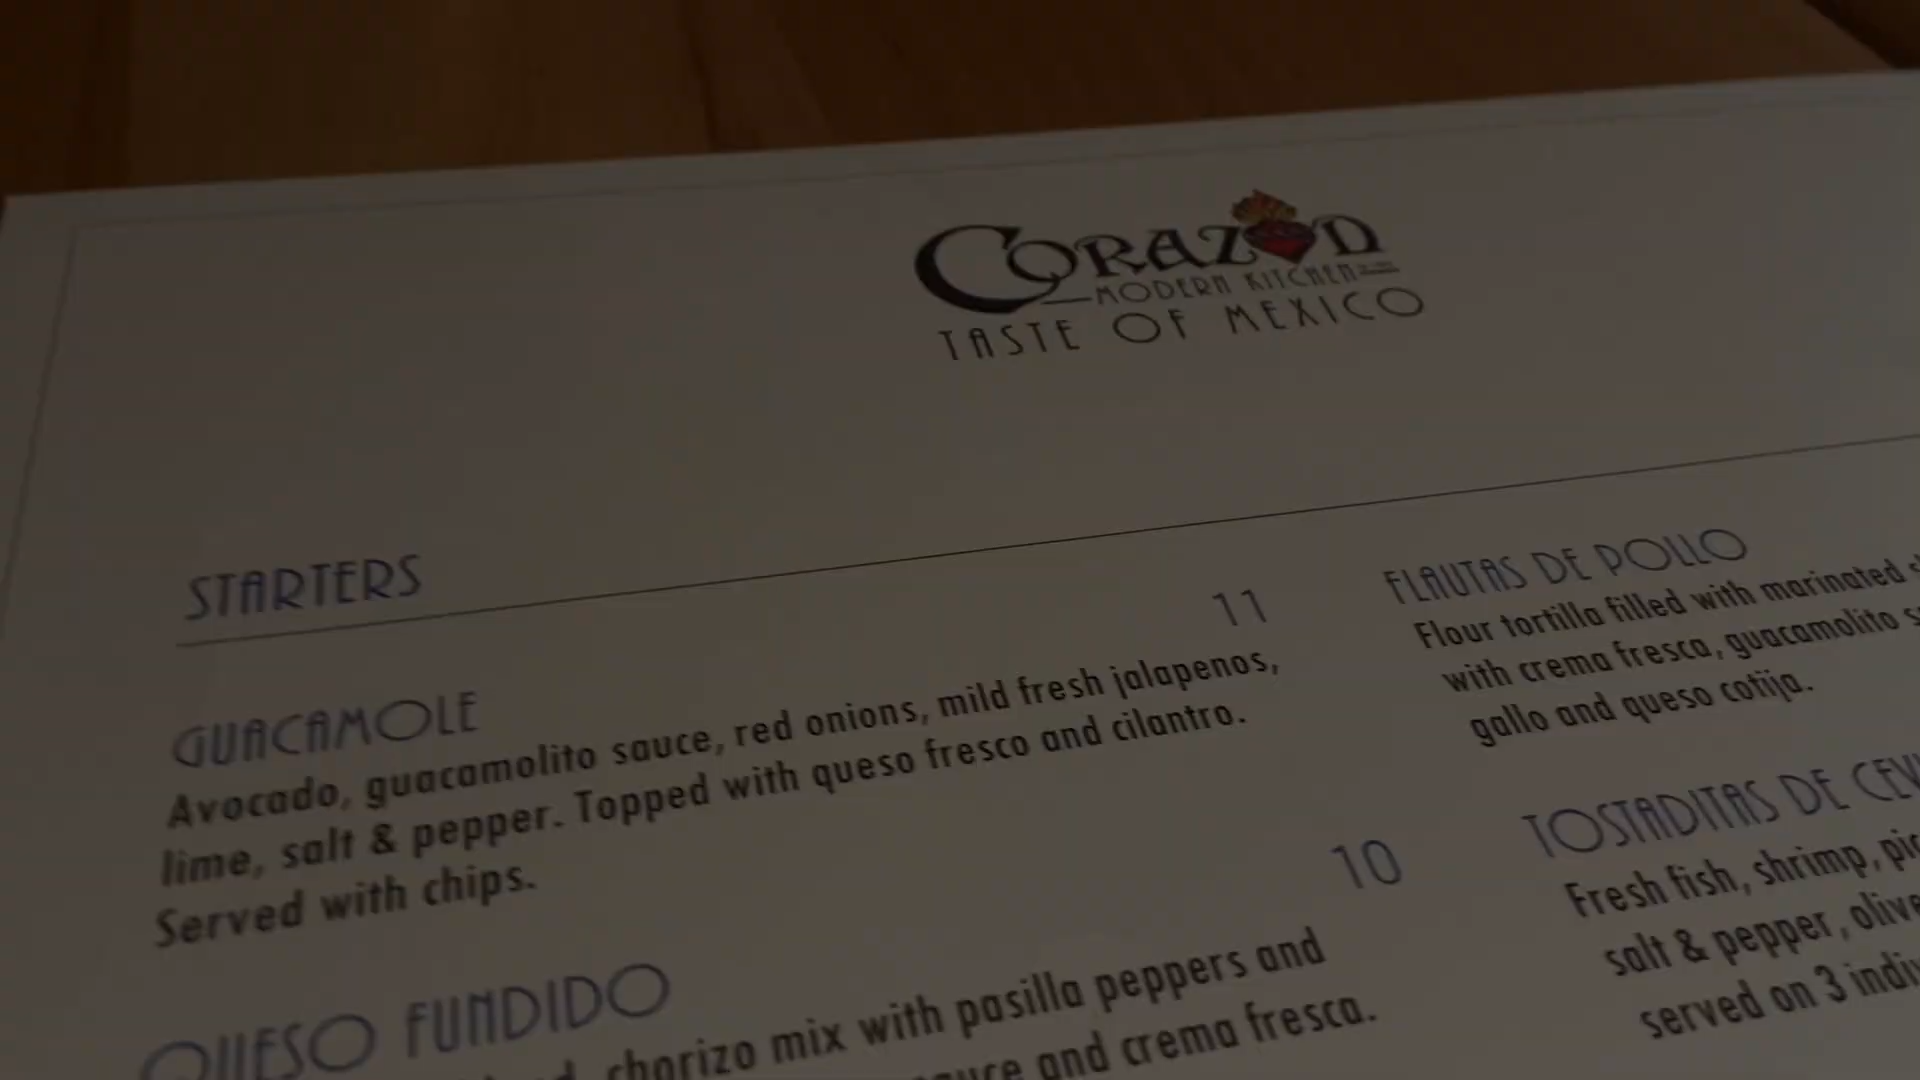 CORAZON
MODERN KITCHEN
TASTE OF MEXICO
STARTERS
GUACAMOLE 11
Avocado, guacamolito sauce, red onions, mild fresh jalapenos,
lime, salt & pepper. Topped with queso fresco and cilantro.
Served with chips.
QUESO FUNDIDO 10
chorizo mix with pasilla peppers and
and crema fresca.
FLAUTAS DE POLLO
Flour tortilla filled with marinated
with crema fresca, guacamolito
gallo and queso cotija.
TOSTADITAS DE
Fresh fish, shrimp,
salt & pepper,
served on 3